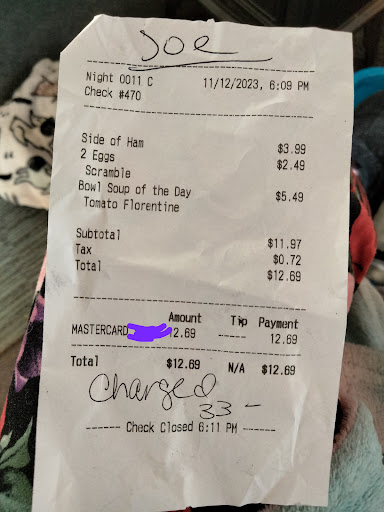 Joe
Night 0011 C 11/12/2023, 6:09 PM
Check #470
Side of Ham $3.99
2 Eggs $2.49
Scramble
Bowl Soup of the Day $5.49
Tomato Florentine
Subtotal $11.97
Tax $0.72
Total $12.69
Amount Tip Payment
MASTERCARD 12.69 ----- 12.69
Total $12.69 N/A $12.69
Charged
33 -
----- Check Closed 6:11 PM -----